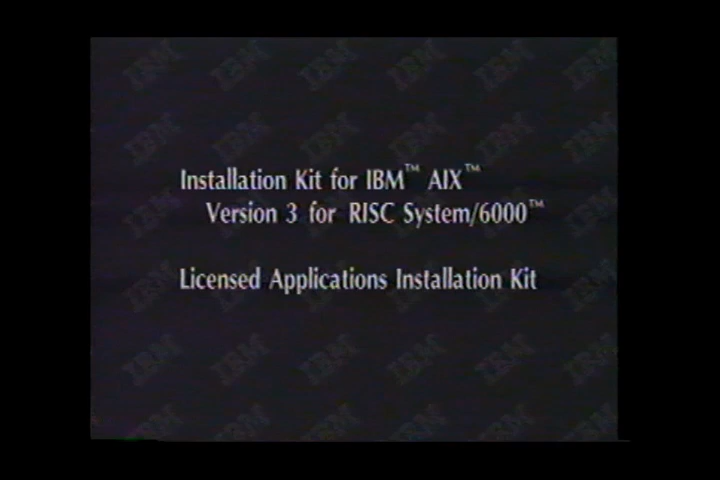 Installation Kit for IBM™ AIX™
Version 3 for RISC System/6000™
Licensed Applications Installation Kit